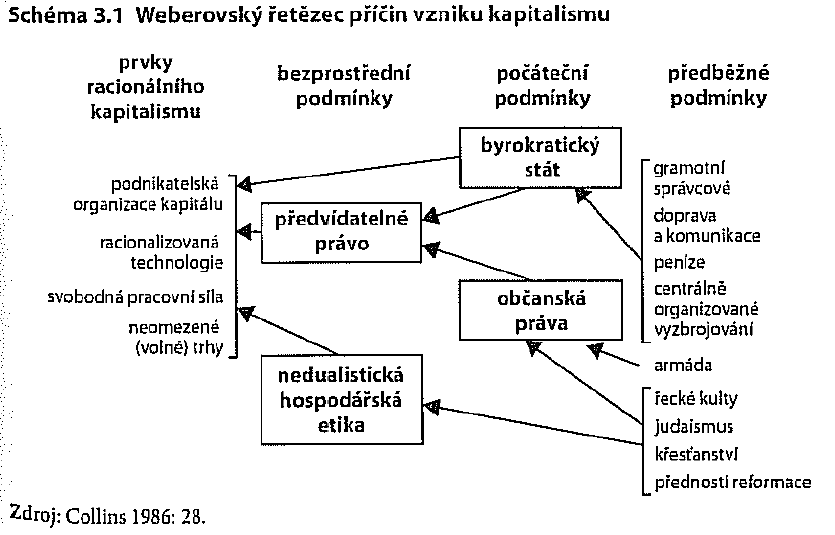 Schéma 3.1 Weberovský řetězec příčin vzniku kapitalismu
prvky
racionálního
kapitalismu
bezprostřední
podmínky
počáteční
podmínky
předběžné
podmínky
podnikatelská
organizace kapitálu
racionalizovaná
technologie
svobodná pracovní síla
neomezené
(volné) trhy
předvídatelné
právo
nedualistická
hospodářská
etika
byrokratický
stát
občanská
práva
gramotní
správcové
doprava
a komunikace
peníze
centrálně
organizované
vyzbrojování
armáda
řecké kulty
judaismus
křesťanství
přednosti reformace
Zdroj: Collins 1986: 28.